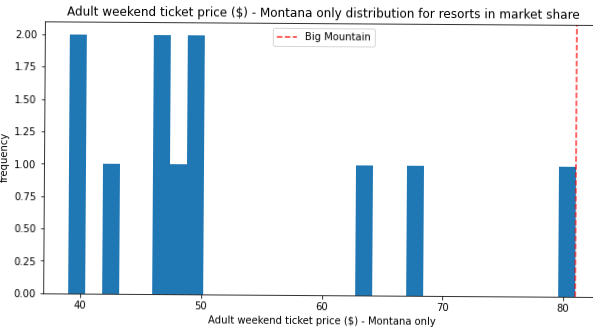 Adult weekend ticket price ($) - Montana only distribution for resorts in market share
Big Mountain
2.00
1.75
1.50
1.25
1.00
0.75
0.50
0.25
0.00
frequency
40 50 60 70 80
Adult weekend ticket price ($) - Montana only